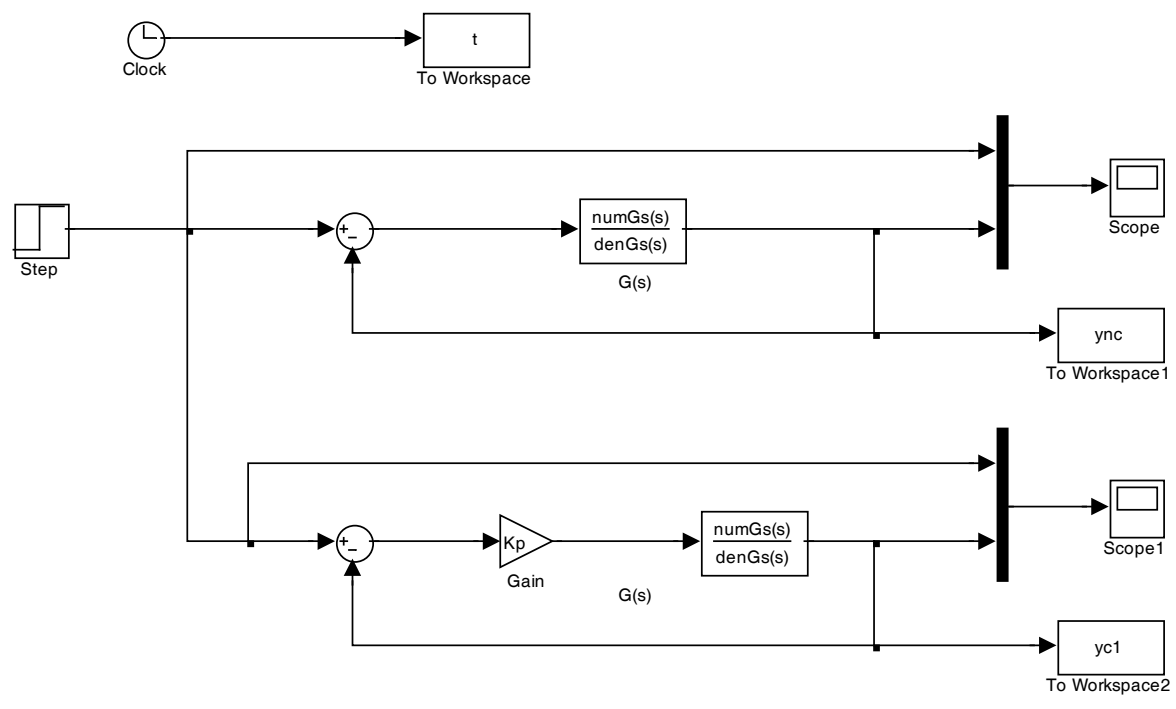 t
Clock
To Workspace
+
−
numGs(s)
denGs(s)
Step
Scope
G(s)
ync
To Workspace1
+
−
Kp
numGs(s)
denGs(s)
Scope1
Gain
G(s)
yc1
To Workspace2